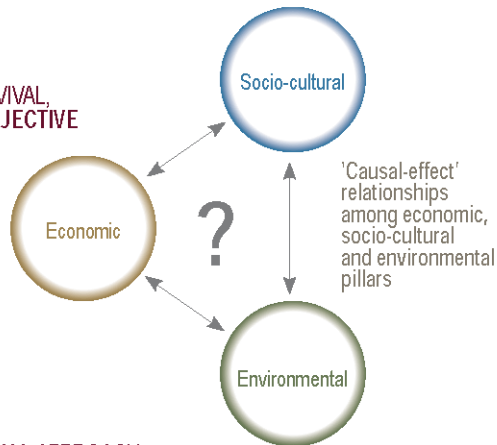 Socio-cultural
VIVAL,
JECTIVE
Economic
?
'Causal-effect'
relationships
among economic,
socio-cultural
and environmental
pillars
Environmental